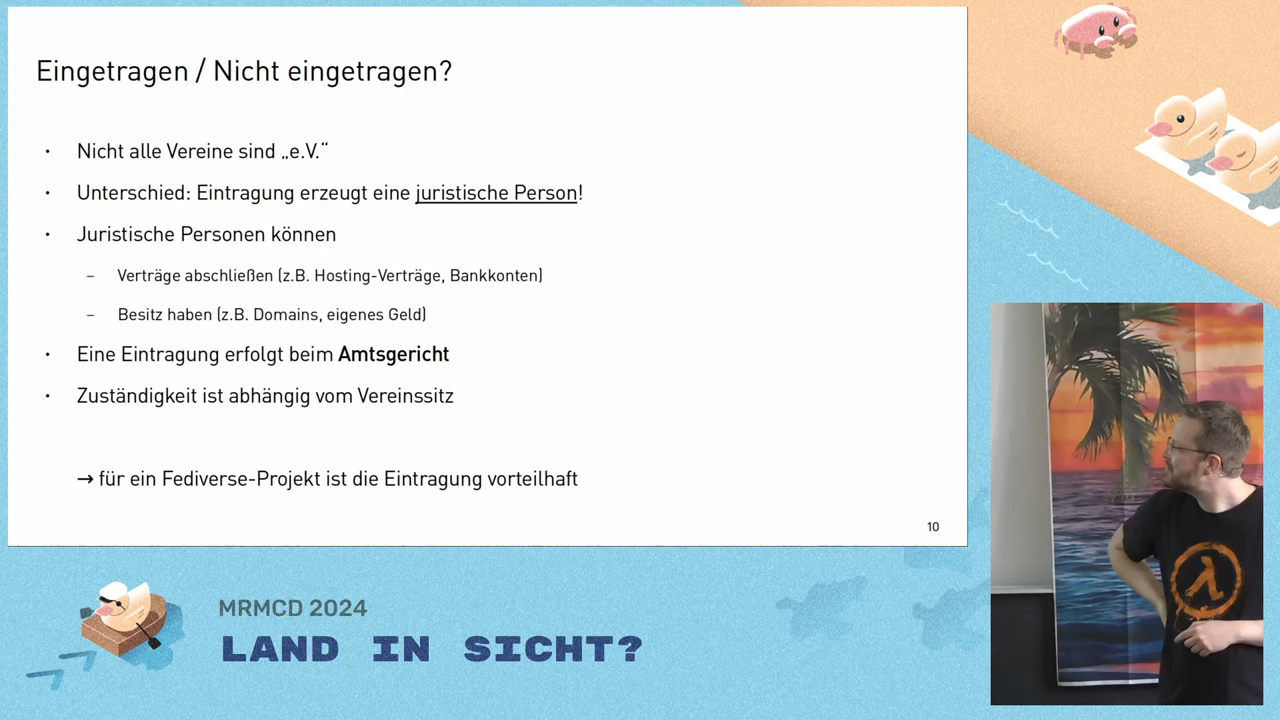 Eingetragen / Nicht eingetragen?
· Nicht alle Vereine sind „e.V.“
· Unterschied: Eintragung erzeugt eine juristische Person!
· Juristische Personen können
– Verträge abschließen (z.B. Hosting-Verträge, Bankkonten)
– Besitz haben (z.B. Domains, eigenes Geld)
· Eine Eintragung erfolgt beim Amtsgericht
· Zuständigkeit ist abhängig vom Vereinssitz
→ für ein Fediverse-Projekt ist die Eintragung vorteilhaft
10
MRMCD 2024
LAND IN SICHT?
λ